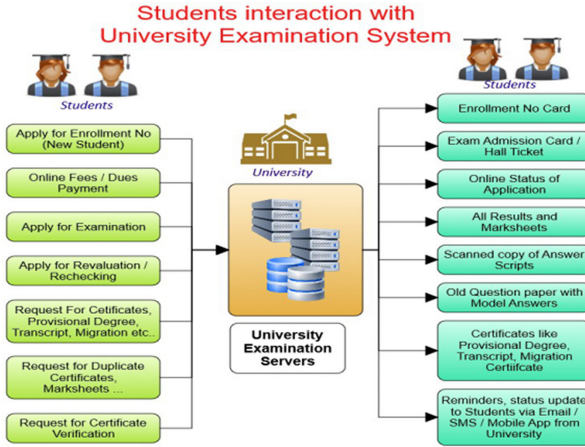 Students interaction with
University Examination System
Students
Apply for Enrollment No
(New Student)
Online Fees / Dues
Payment
Apply for Examination
Apply for Revaluation /
Rechecking
Request For Cetificates,
Provisional Degree,
Transcript, Migration etc..
Request for Duplicate
Certificates,
Marksheets ...
Request for Certificate
Verification
University
University
Examination
Servers
Students
Enrollment No Card
Exam Admission Card /
Hall Ticket
Online Status of
Application
All Results and
Marksheets
Scanned copy of Answer
Scripts
Old Question paper with
Model Answers
Certificates like
Provisional Degree,
Transcript, Migration
Certiifcate
Reminders, status update
to Students via Email /
SMS / Mobile App from
University